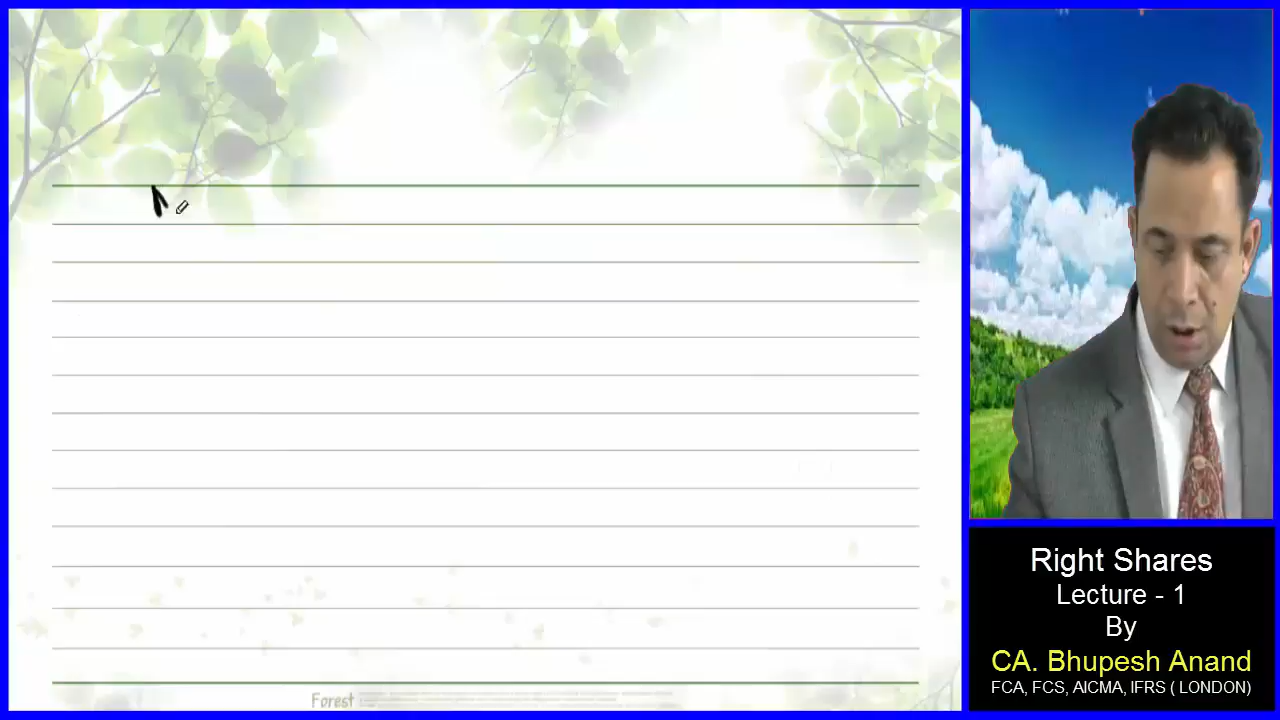 Forest
Right Shares
Lecture - 1
By
CA. Bhupesh Anand
FCA, FCS, AICMA, IFRS ( LONDON)